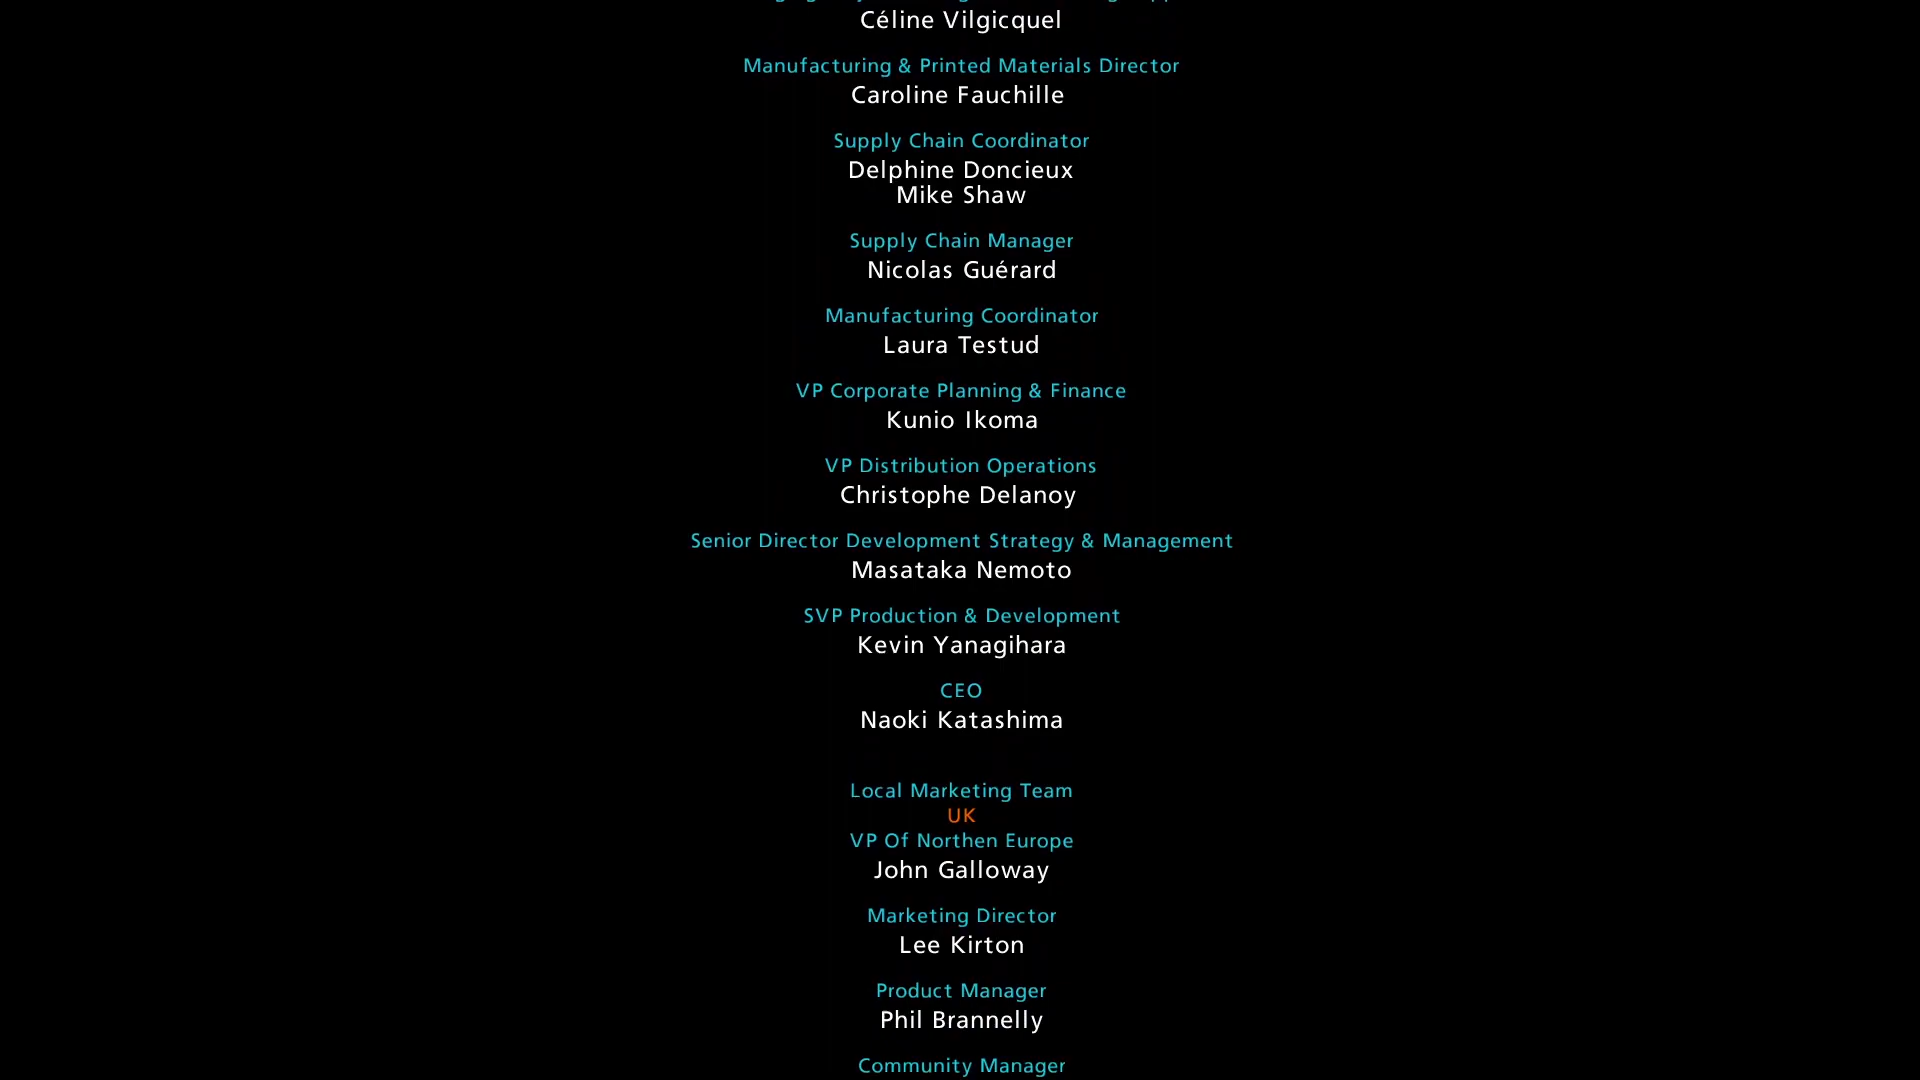 Céline Vilgicquel
Manufacturing & Printed Materials Director
Caroline Fauchille
Supply Chain Coordinator
Delphine Doncieux
Mike Shaw
Supply Chain Manager
Nicolas Guérard
Manufacturing Coordinator
Laura Testud
VP Corporate Planning & Finance
Kunio Ikoma
VP Distribution Operations
Christophe Delanoy
Senior Director Development Strategy & Management
Masataka Nemoto
SVP Production & Development
Kevin Yanagihara
CEO
Naoki Katashima
Local Marketing Team
UK
VP Of Northen Europe
John Galloway
Marketing Director
Lee Kirton
Product Manager
Phil Brannelly
Community Manager